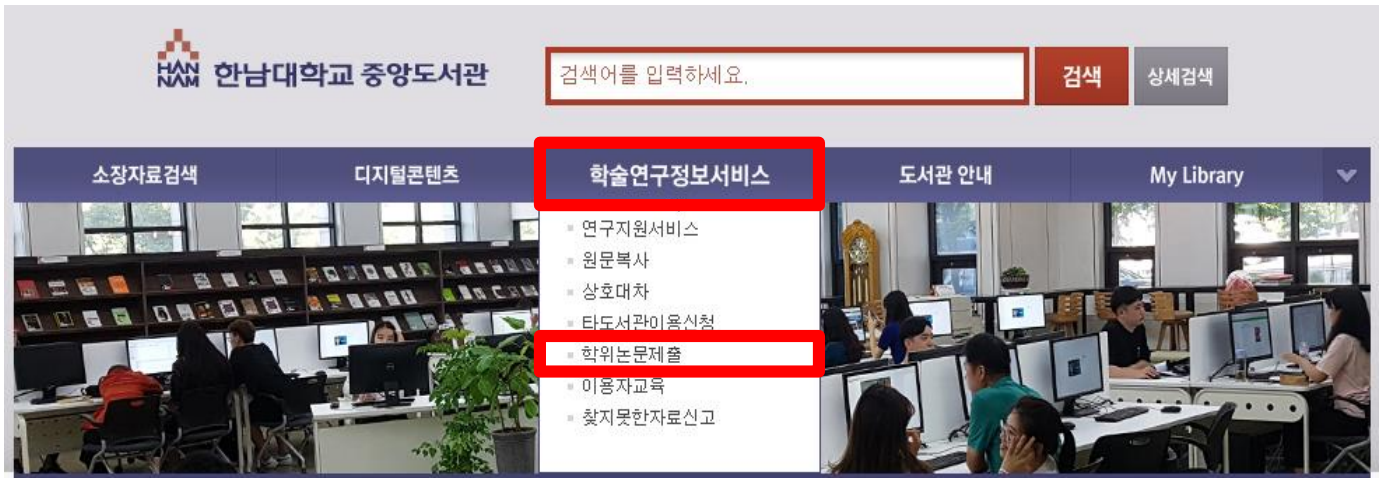 HAN
NAM
한남대학교 중앙도서관
검색어를 입력하세요.
검색
상세검색
소장자료검색
디지털콘텐츠
학술연구정보서비스
도서관 안내
My Library
연구지원서비스
원문복사
상호대차
타도서관이용신청
학위논문제출
이용자교육
찾지못한자료신고